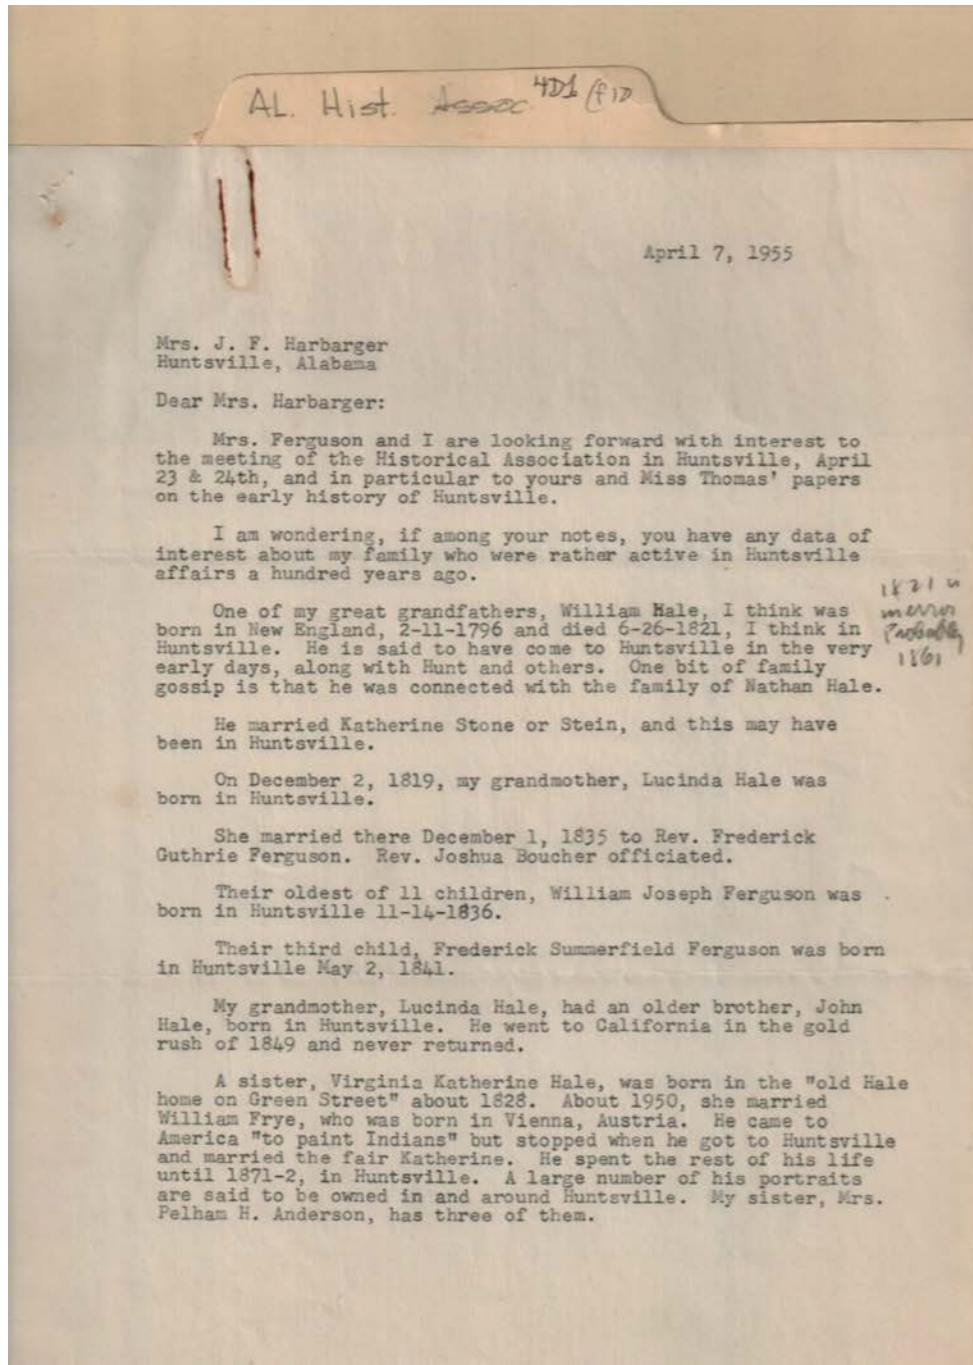 AL. Hist. Assoc 4D1 (f1D
April 7, 1955
Mrs. J. F. Harbarger
Huntsville, Alabama
Dear Mrs. Harbarger:
Mrs. Ferguson and I are looking forward with interest to
the meeting of the Historical Association in Huntsville, April
23 & 24th, and in particular to yours and Miss Thomas' papers
on the early history of Huntsville.
I am wondering, if among your notes, you have any data of
interest about my family who were rather active in Huntsville
affairs a hundred years ago.
One of my great grandfathers, William Hale, I think was
born in New England, 2-11-1796 and died 6-26-1821, I think in
Huntsville. He is said to have come to Huntsville in the very
early days, along with Hunt and others. One bit of family
gossip is that he was connected with the family of Nathan Hale.
1821
Probably
1861
He married Katherine Stone or Stein, and this may have
been in Huntsville.
On December 2, 1819, my grandmother, Lucinda Hale was
born in Huntsville.
She married there December 1, 1835 to Rev. Frederick
Guthrie Ferguson. Rev. Joshua Boucher officiated.
Their oldest of 11 children, William Joseph Ferguson was
born in Huntsville 11-14-1836.
Their third child, Frederick Summerfield Ferguson was born
in Huntsville May 2, 1841.
My grandmother, Lucinda Hale, had an older brother, John
Hale, born in Huntsville. He went to California in the gold
rush of 1849 and never returned.
A sister, Virginia Katherine Hale, was born in the "old Hale
home on Green Street" about 1828. About 1950, she married
William Frye, who was born in Vienna, Austria. He came to
America "to paint Indians" but stopped when he got to Huntsville
and married the fair Katherine. He spent the rest of his life
until 1871-2, in Huntsville. A large number of his portraits
are said to be owned in and around Huntsville. My sister, Mrs.
Pelham H. Anderson, has three of them.